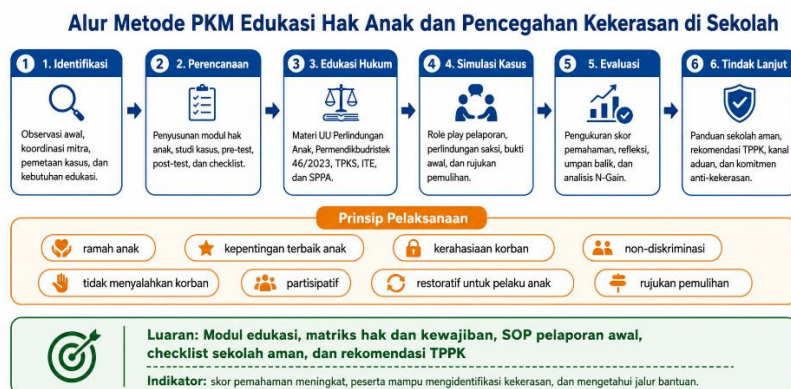 Alur Metode PKM Edukasi Hak Anak dan Pencegahan Kekerasan di Sekolah
1 1. Identifikasi
Observasi awal,
koordinasi mitra,
pemetaan kasus, dan
kebutuhan edukasi.
2 2. Perencanaan
Penyusunan modul hak
anak, studi kasus, pre-test,
post-test, dan checklist.
3 3. Edukasi Hukum
Materi UU Perlindungan
Anak, Permendikbudristek
46/2023, TPKS, ITE,
dan SPPA.
4 4. Simulasi Kasus
Role play pelaporan,
perlindungan saksi, bukti
awal, dan rujukan
pemulihan.
5 5. Evaluasi
Pengukuran skor
pemahaman, refleksi,
umpan balik, dan
analisis N-Gain.
6 6. Tindak Lanjut
Panduan sekolah aman,
rekomendasi TPPK, kanal
aduan, dan komitmen
anti-kekerasan.
Prinsip Pelaksanaan
ramah anak
kepentingan terbaik anak
kerahasiaan korban
non-diskriminasi
tidak menyalahkan korban
partisipatif
restoratif untuk pelaku anak
rujukan pemulihan
Luaran: Modul edukasi, matriks hak dan kewajiban, SOP pelaporan awal,
checklist sekolah aman, dan rekomendasi TPPK
Indikator: skor pemahaman meningkat, peserta mampu mengidentifikasi kekerasan, dan mengetahui jalur bantuan.